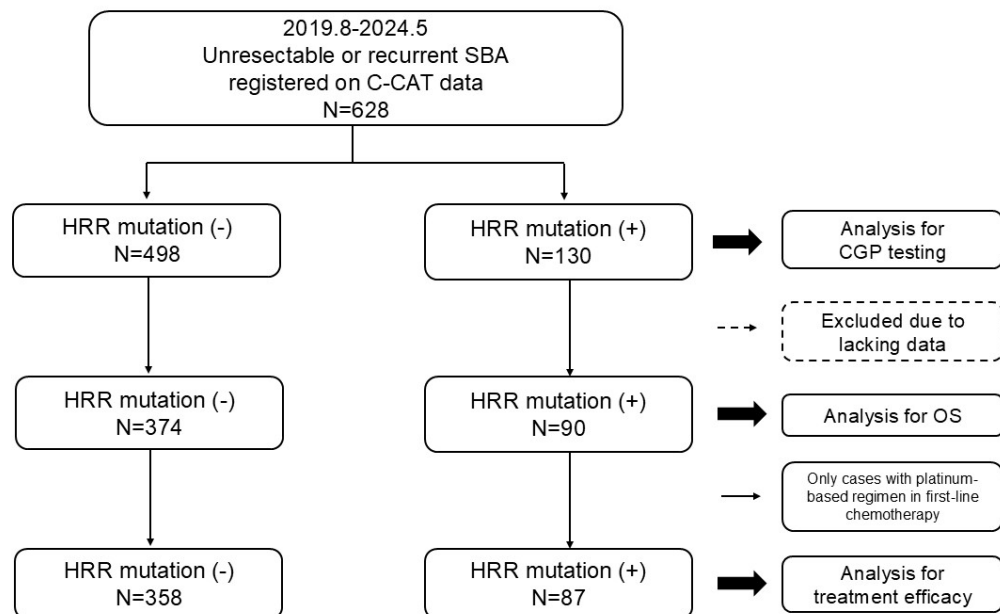 2019.8-2024.5
Unresectable or recurrent SBA
registered on C-CAT data
N=628
HRR mutation (-)
N=498
HRR mutation (+)
N=130
Analysis for
CGP testing
Excluded due to
lacking data
HRR mutation (-)
N=374
HRR mutation (+)
N=90
Analysis for OS
Only cases with platinum-
based regimen in first-line
chemotherapy
HRR mutation (-)
N=358
HRR mutation (+)
N=87
Analysis for
treatment efficacy